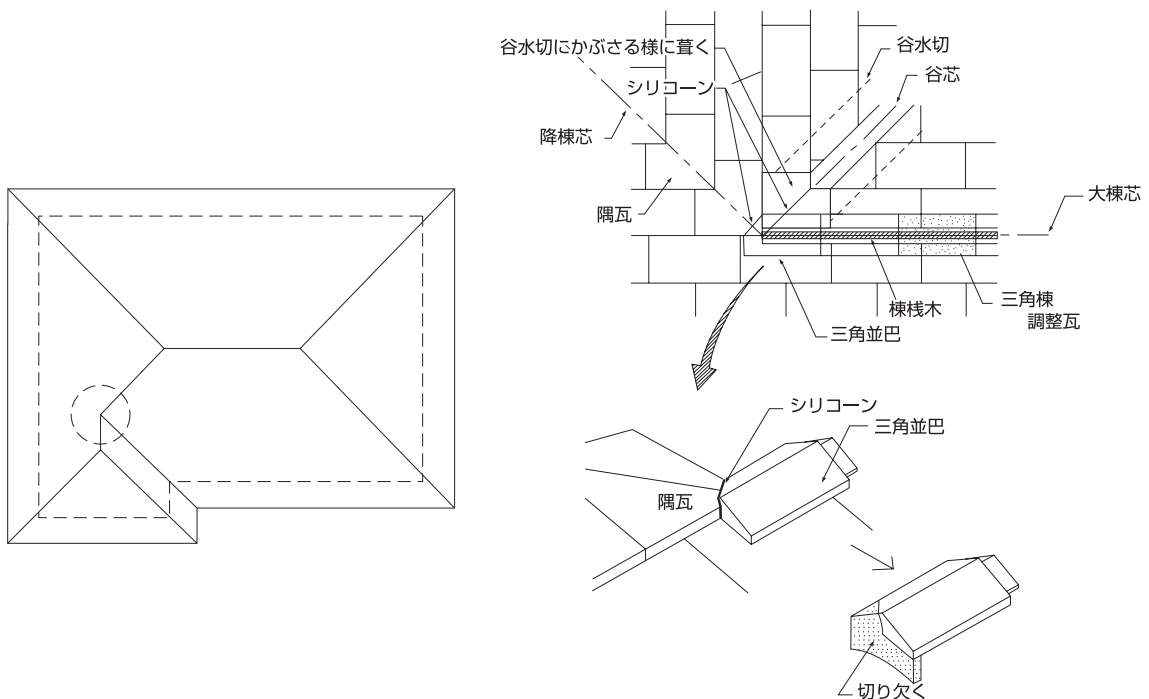 谷水切にかぶさる様に葺く
谷水切
シリコーン
谷芯
降棟芯
隅瓦
大棟芯
三角棟
調整瓦
棟桟木
三角並巴
シリコーン
三角並巴
隅瓦
切り欠く